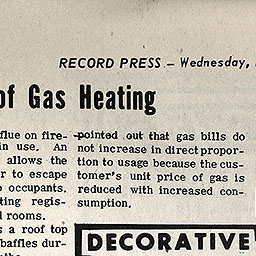 RECORD PRESS — Wednesday,
of Gas Heating
flue on fire-
in use. An
allows the
r to escape
occupants.
ting regis-
d rooms.
s a roof top
baffles dur-
pointed out that gas bills do
not increase in direct propor-
tion to usage because the cus-
tomer's unit price of gas is
reduced with increased con-
sumption.
DECORATIVE